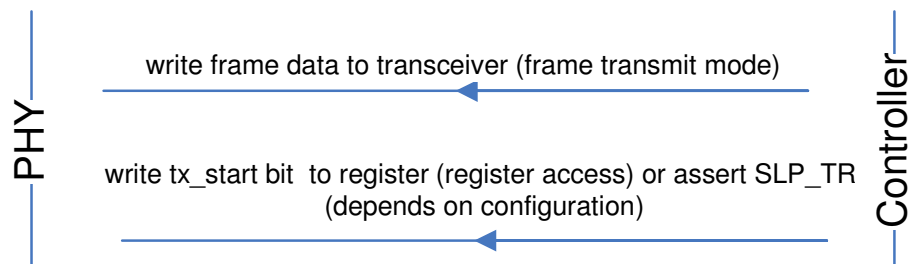 PHY
write frame data to transceiver (frame transmit mode)
write tx_start bit to register (register access) or assert SLP_TR
(depends on configuration)
Controller